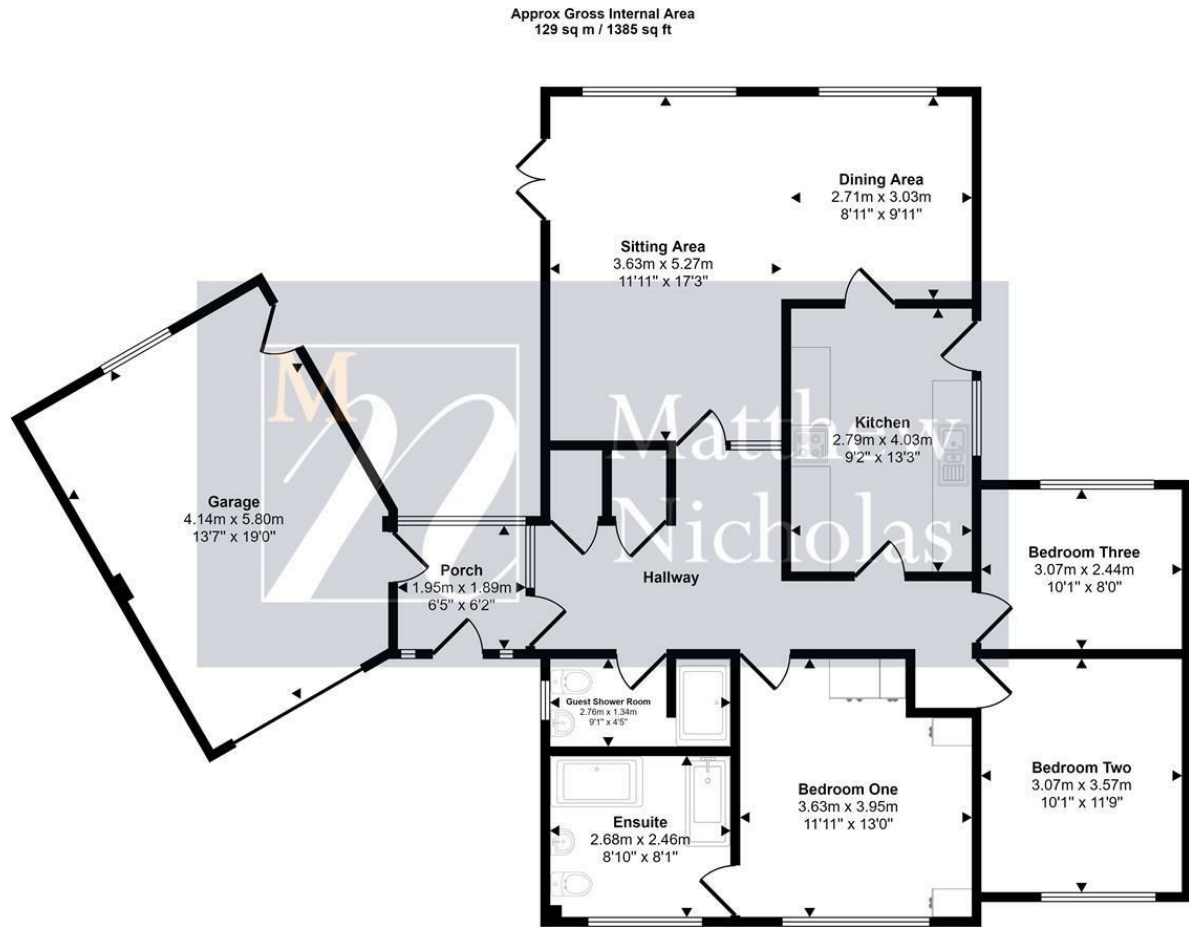 Approx Gross Internal Area
129 sq m / 1385 sq ft
Dining Area
2.71m x 3.03m
8'11" x 9'11"
Sitting Area
3.63m x 5.27m
11'11" x 17'3"
Kitchen
2.79m x 4.03m
9'2" x 13'3"
Garage
4.14m x 5.80m
13'7" x 19'0"
Porch
1.95m x 1.89m
6'5" x 6'2"
Hallway
Bedroom Three
3.07m x 2.44m
10'1" x 8'0"
Guest Shower Room
2.76m x 1.34m
9'1" x 4'5"
Bedroom One
3.63m x 3.95m
11'11" x 13'0"
Bedroom Two
3.07m x 3.57m
10'1" x 11'9"
Ensuite
2.68m x 2.46m
8'10" x 8'1"
M
n
Matthew
Nicholas